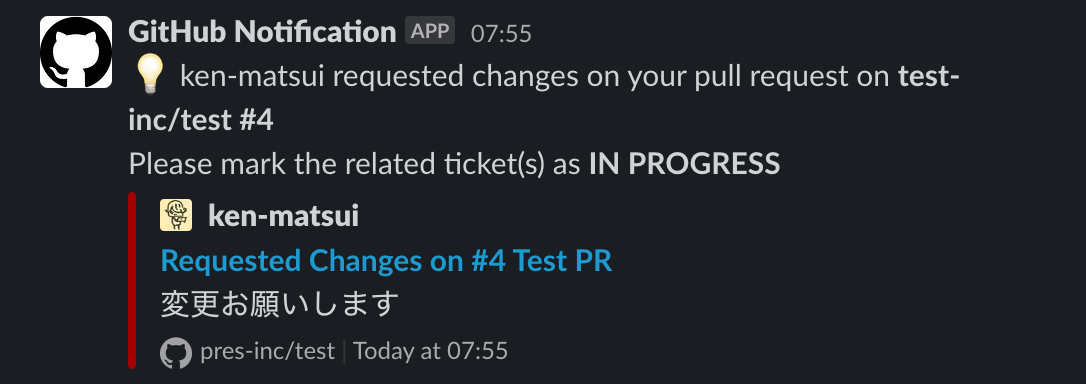 GitHub Notification APP 07:55
ken-matsui requested changes on your pull request on test-
inc/test #4
Please mark the related ticket(s) as IN PROGRESS
ken-matsui
Requested Changes on #4 Test PR
変更お願いします
pres-inc/test | Today at 07:55